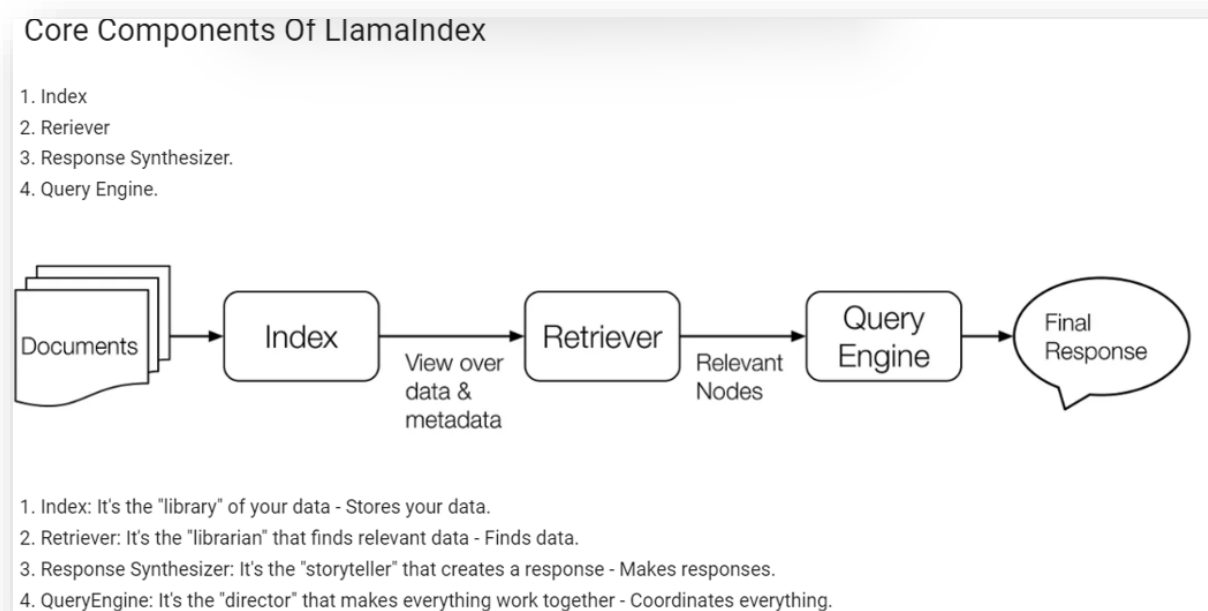 Core Components Of LlamaIndex
1. Index
2. Reriever
3. Response Synthesizer.
4. Query Engine.
Documents
Index
View over
data &
metadata
Retriever
Relevant
Nodes
Query
Engine
Final
Response
1. Index: It's the "library" of your data - Stores your data.
2. Retriever: It's the "librarian" that finds relevant data - Finds data.
3. Response Synthesizer: It's the "storyteller" that creates a response - Makes responses.
4. QueryEngine: It's the "director" that makes everything work together - Coordinates everything.